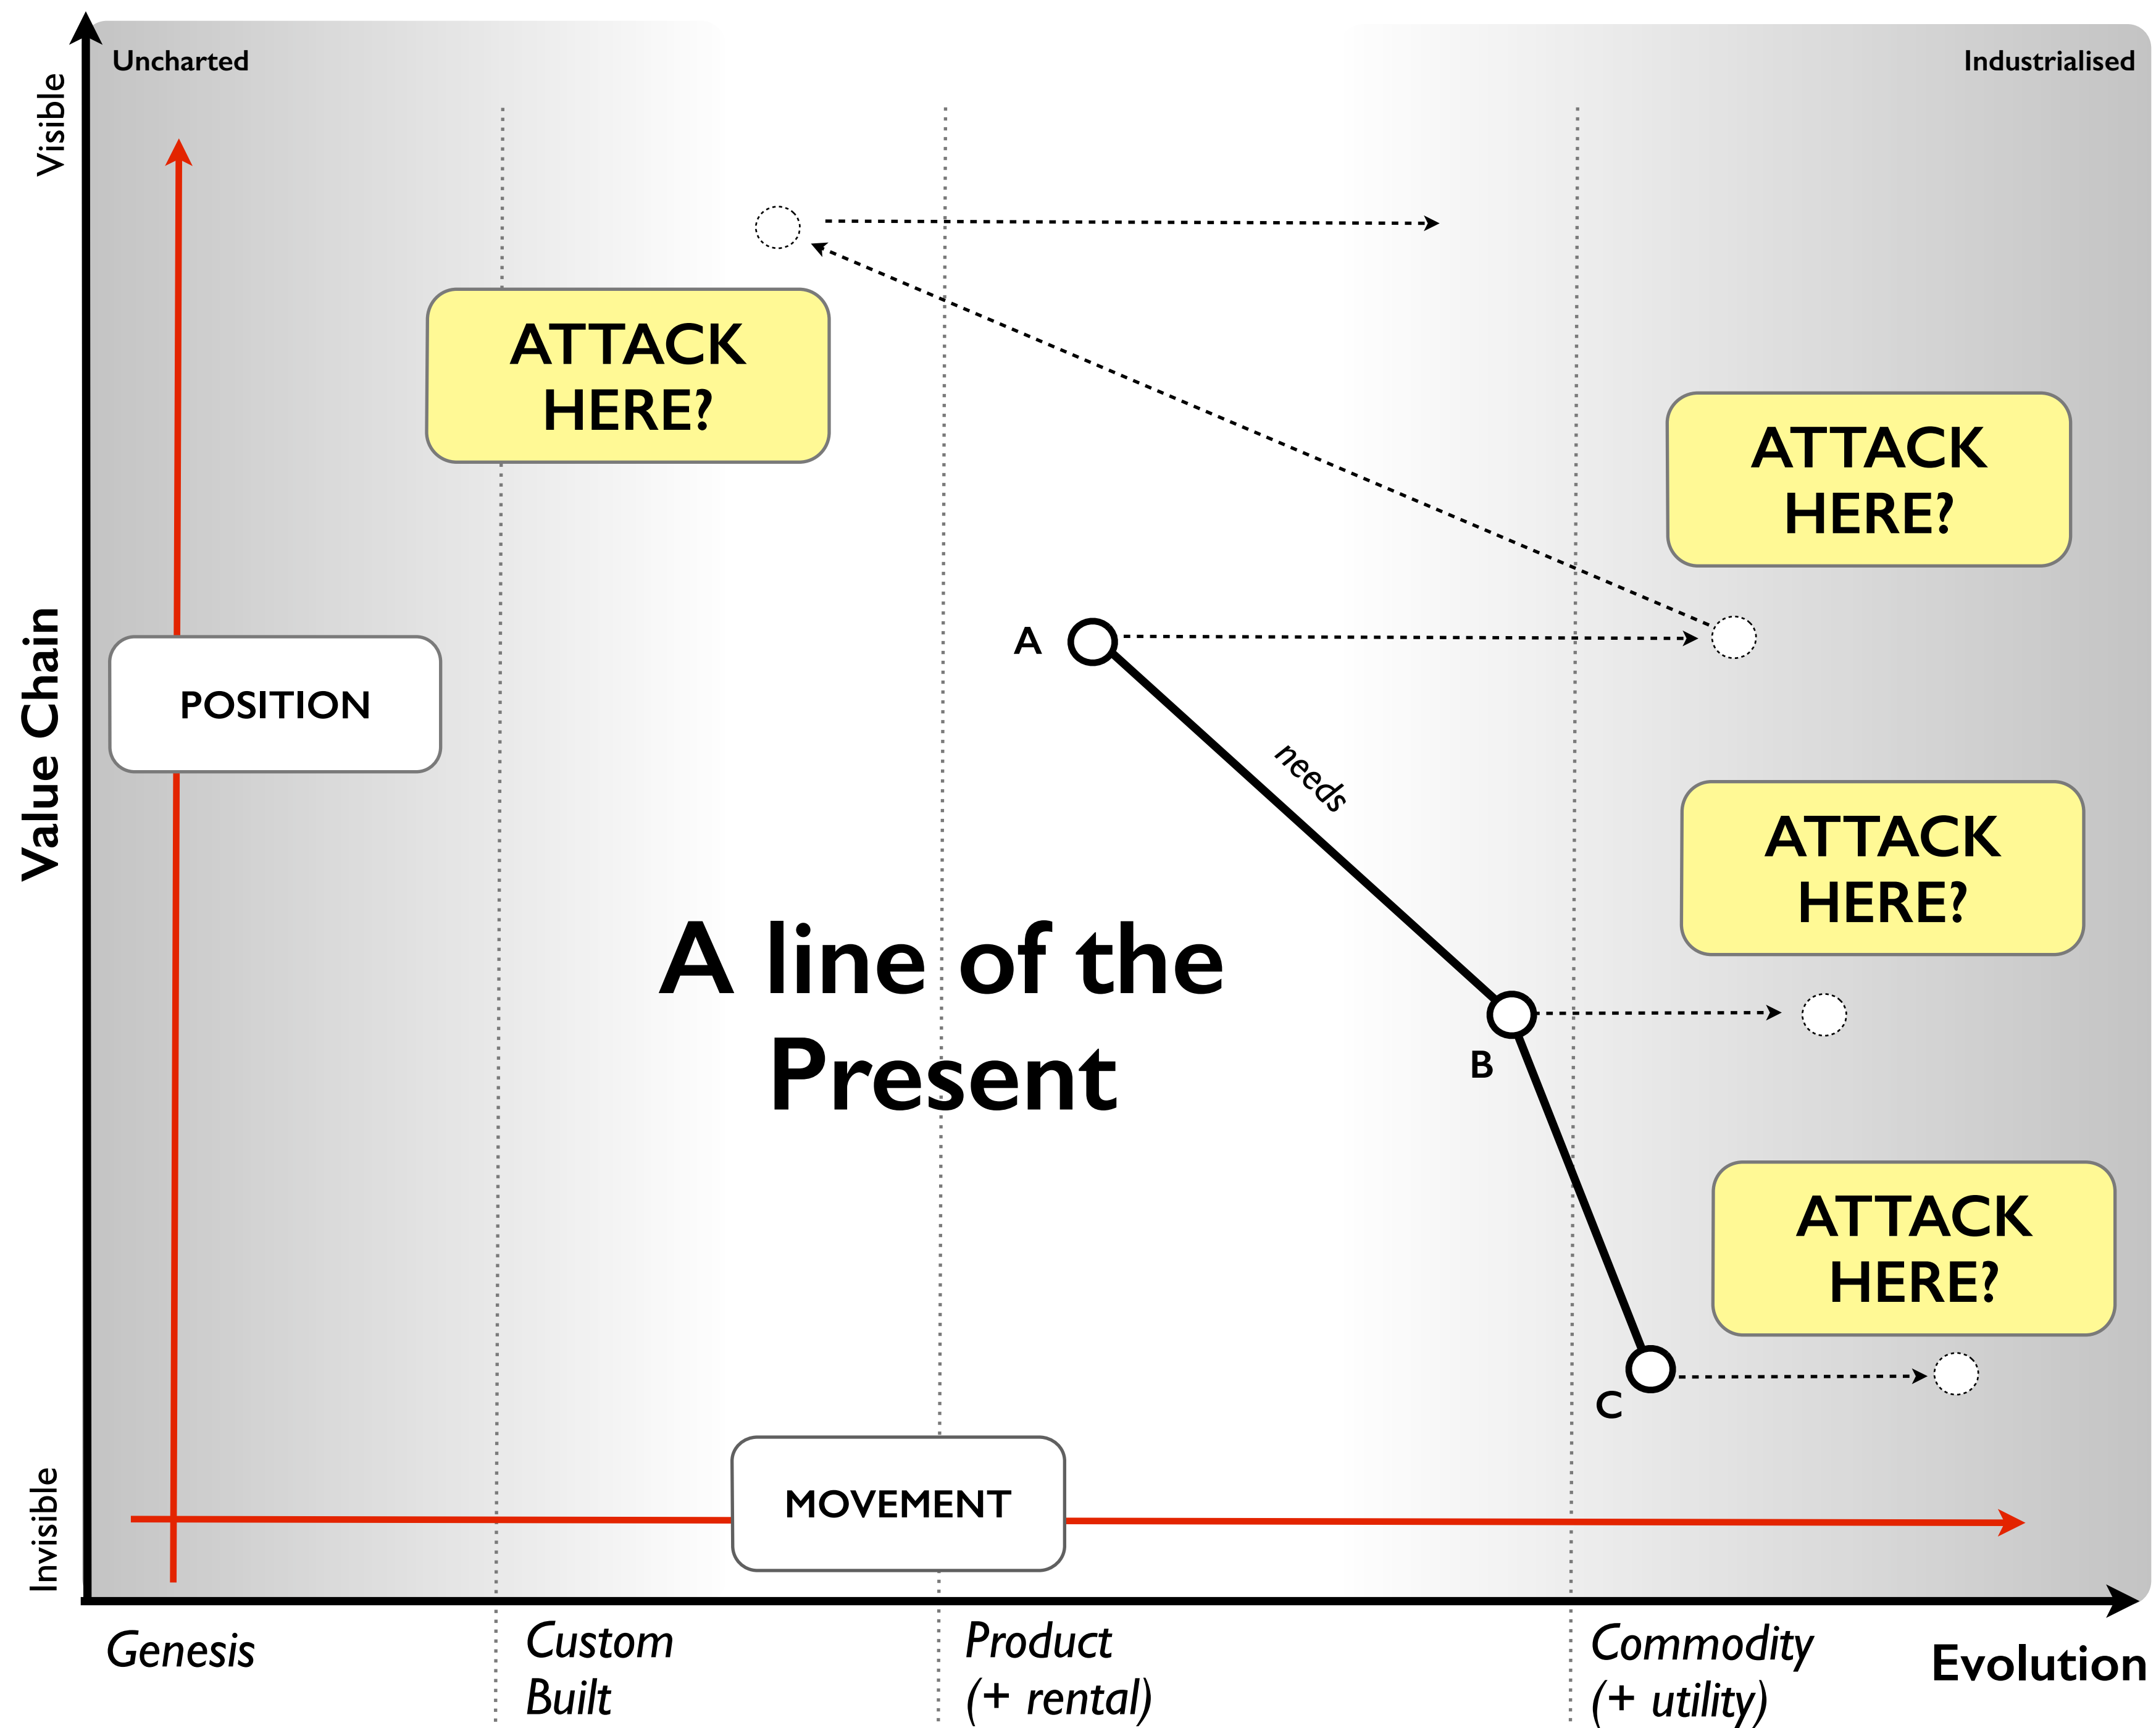 Uncharted
Industrialised
Visible
ATTACK
HERE?
ATTACK
HERE?
Value Chain
A
POSITION
needs
ATTACK
HERE?
A line of the
Present
B
ATTACK
HERE?
C
Invisible
MOVEMENT
Genesis
Custom
Built
Product
(+ rental)
Commodity
(+ utility)
Evolution